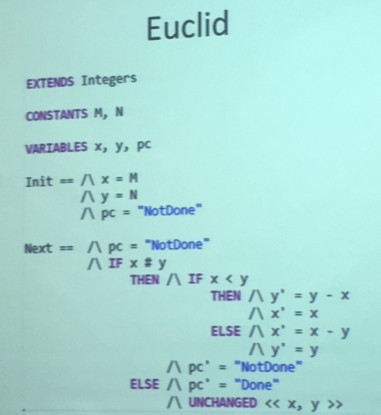 Euclid
EXTENDS Integers
CONSTANTS M, N
VARIABLES x, y, pc
Init == /\ x = M
/\ y = N
/\ pc = "NotDone"
Next == /\ pc = "NotDone"
/\ IF x # y
THEN /\ IF x < y
THEN /\ y' = y - x
/\ x' = x
ELSE /\ x' = x - y
/\ y' = y
/\ pc' = "NotDone"
ELSE /\ pc' = "Done"
/\ UNCHANGED << x, y >>